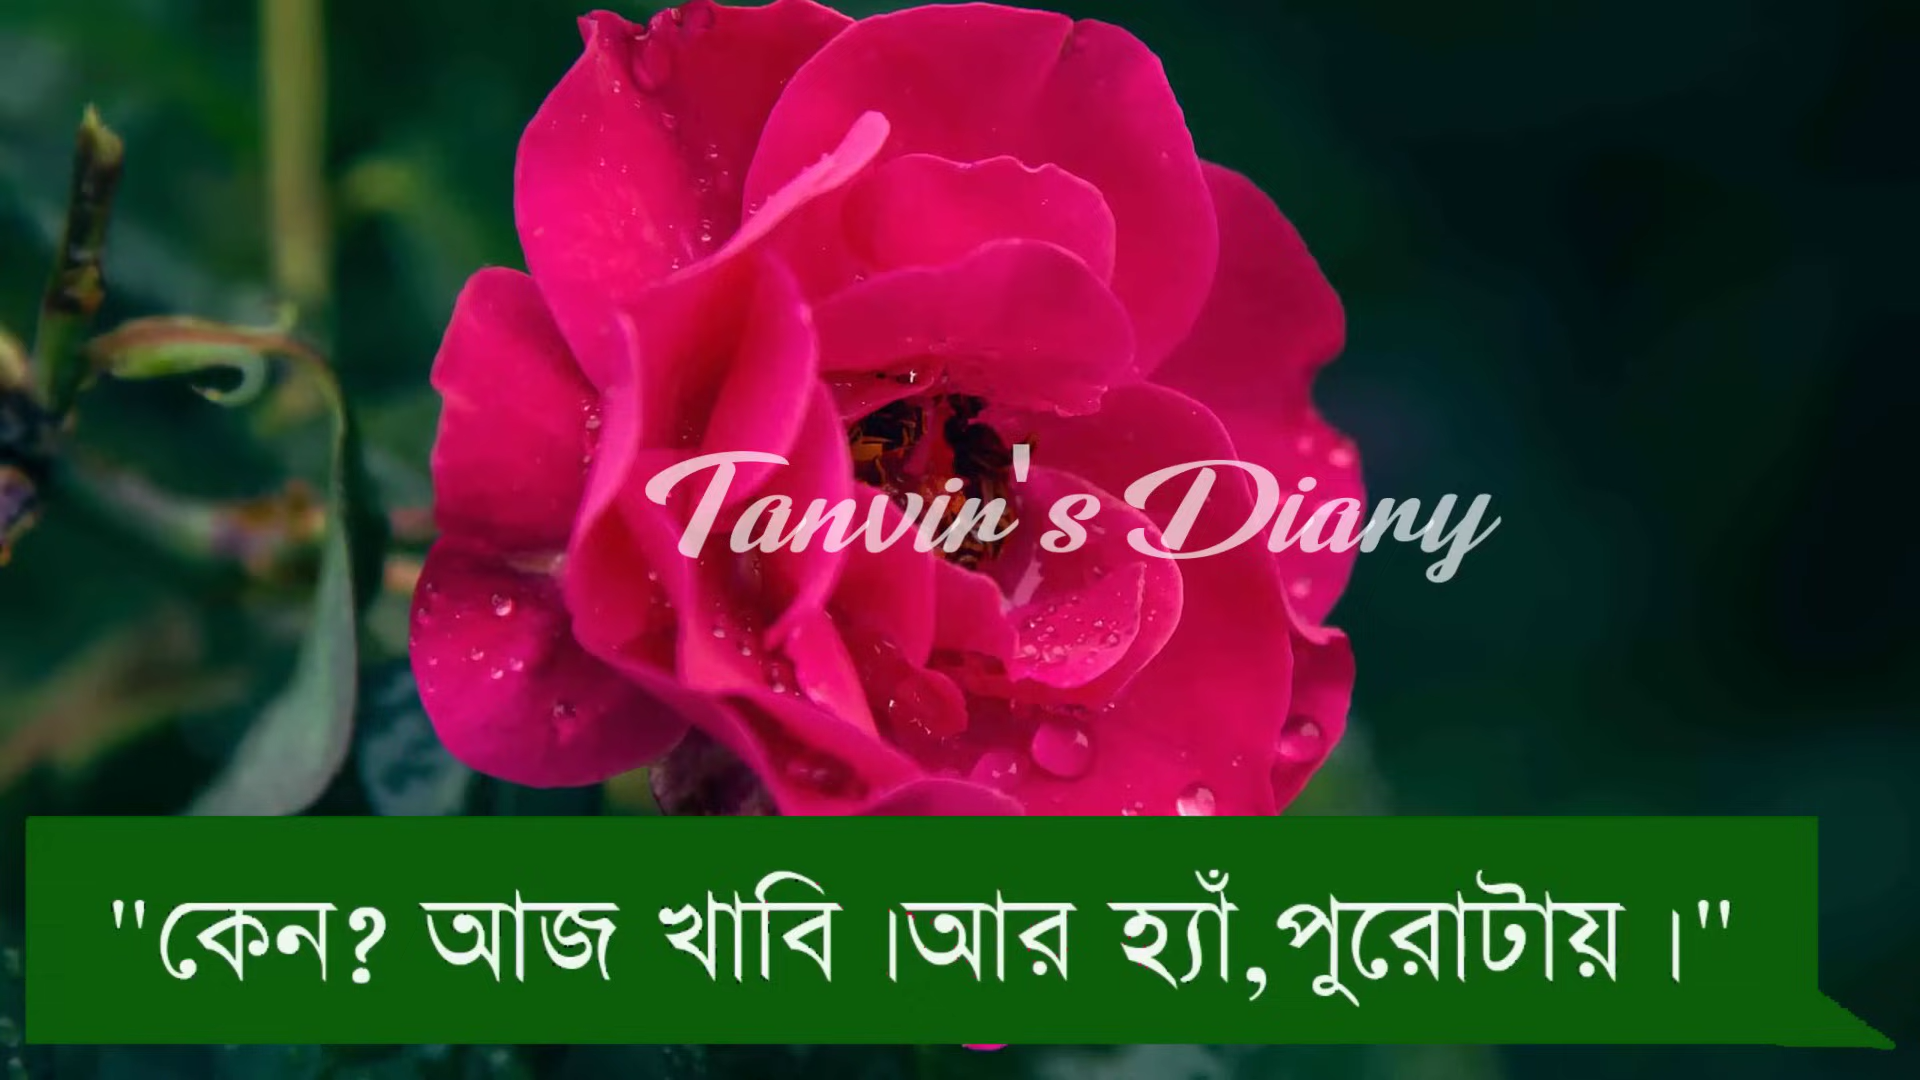 Tanvir's Diary
"কেন? আজ খাবি ।আর হ্যাঁ,পুরোটায় ।"